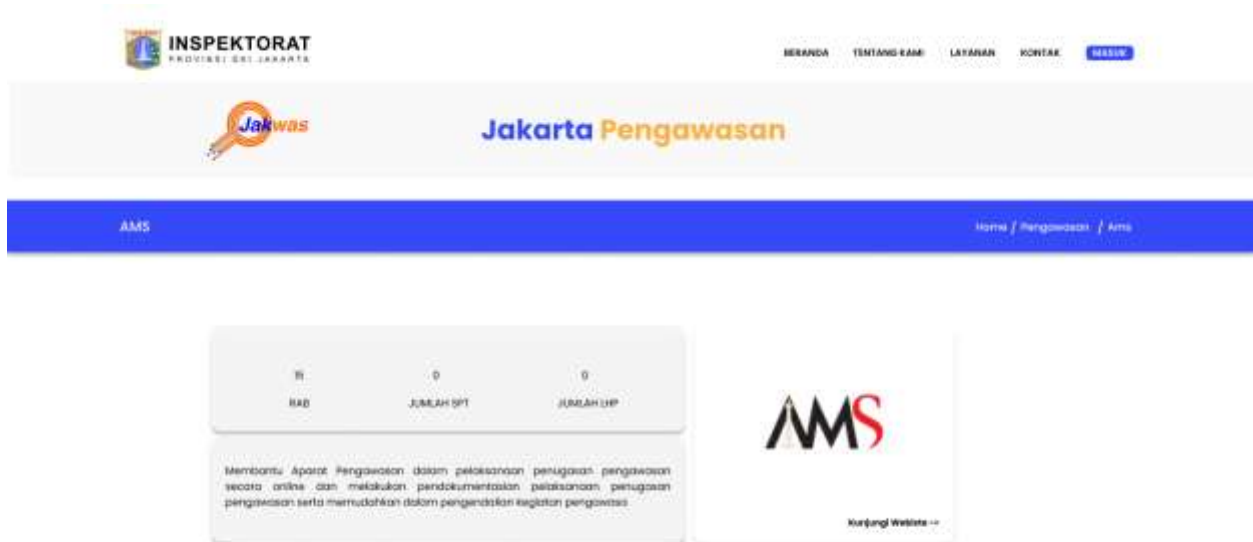 INSPEKTORAT
PROVINSI DKI JAKARTA
BERANDA TENTANG KAMI LAYANAN KONTAK MASUK
Jakwas
Jakarta Pengawasan
AMS
Home / Pengawasan / Ams
0 0
RAB JUMLAH SPT JUMLAH LHP
AMS
Membantu Aparat Pengawasan dalam pelaksanaan penugasan pengawasan
secara online dan melakukan pendokumentasian pelaksanaan penugasan
pengawasan serta memudahkan dalam pengendalian kegiatan pengawasa
Kunjungi Webiste